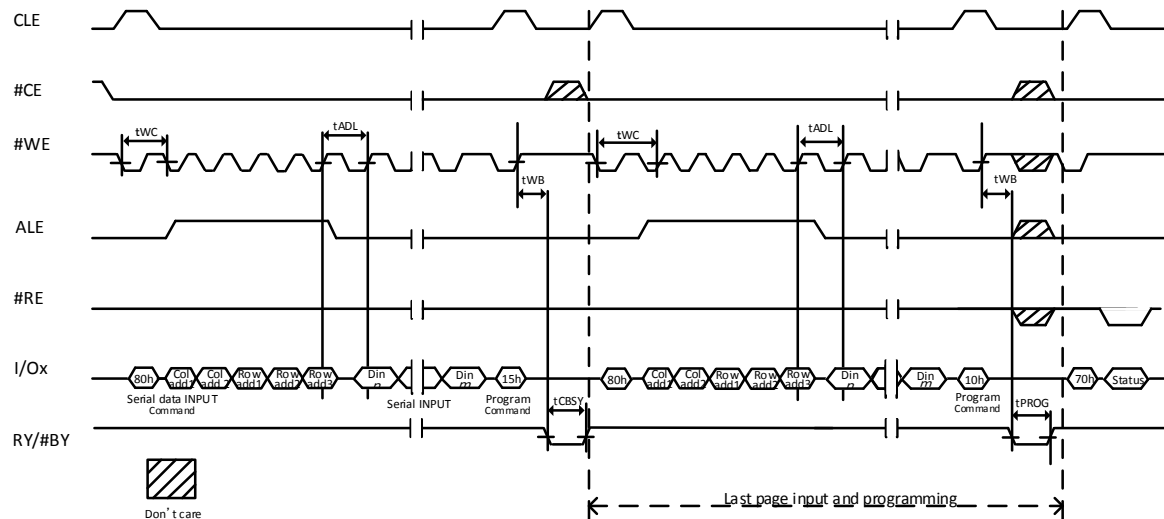 CLE
#CE
tWC
tADL
tWC
tADL
#WE
tWB
tWB
ALE
#RE
I/Ox
80h
Col
add1
Col
add2
Row
add1
Row
add2
Row
add3
Din
n
Din
m
15h
80h
Col
add1
Col
add2
Row
add1
Row
add2
Row
add3
Din
n
Din
m
10h
70h
Status
Serial data INPUT
Command
Serial INPUT
Program
Command
Program
Command
tCBSY
tPROG
RY/#BY
Last page input and programming
Don't care